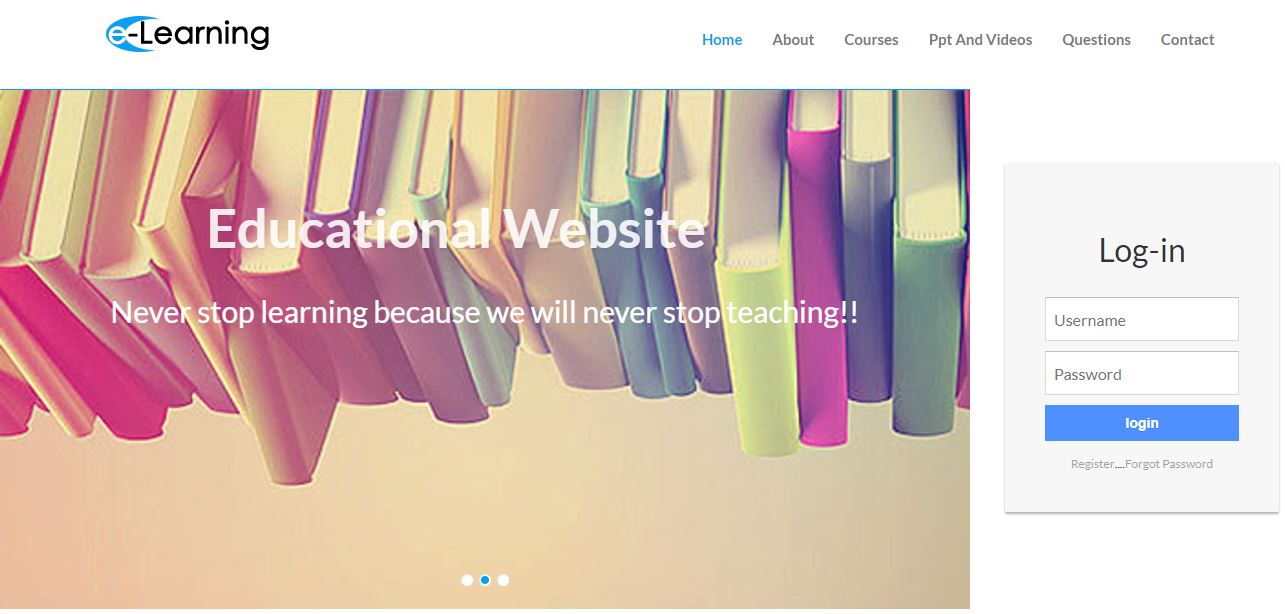 e-Learning
Home About Courses Ppt And Videos Questions Contact
Educational Website
Never stop learning because we will never stop teaching!!
Log-in
Username
Password
login
Register....Forgot Password